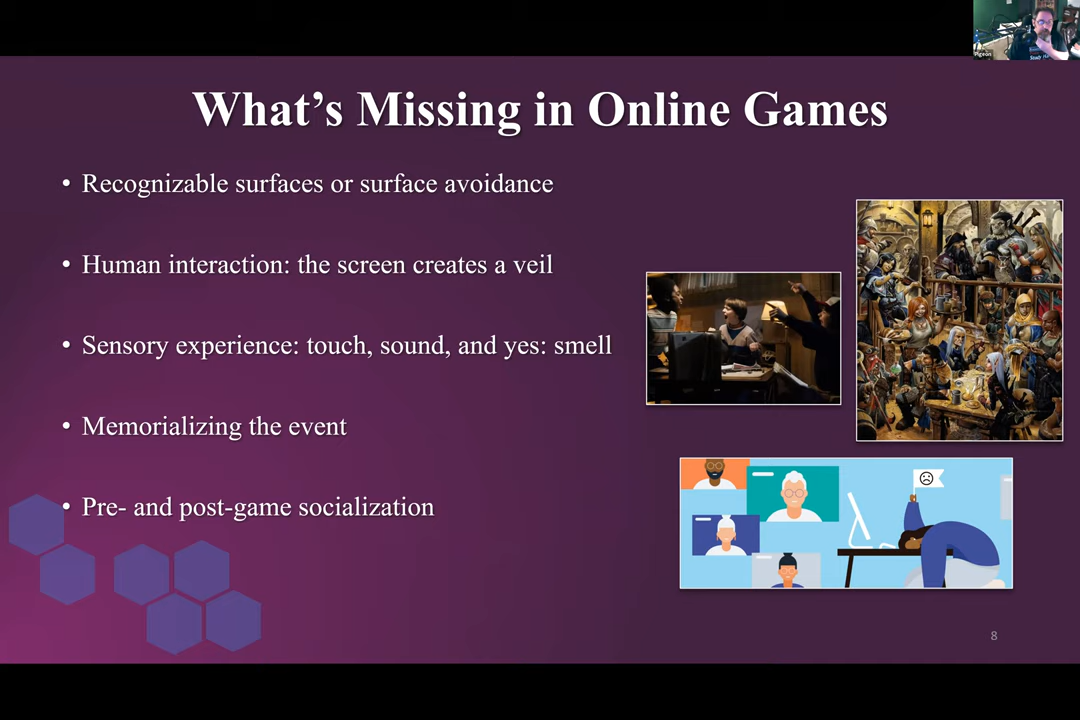 Pigeon
What's Missing in Online Games
• Recognizable surfaces or surface avoidance
• Human interaction: the screen creates a veil
• Sensory experience: touch, sound, and yes: smell
• Memorializing the event
• Pre- and post-game socialization
8